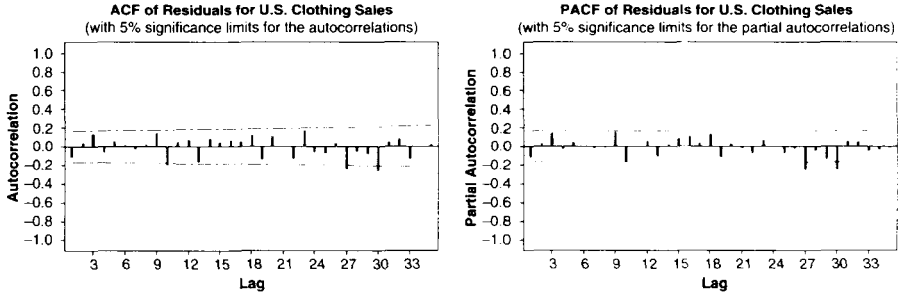 ACF of Residuals for U.S. Clothing Sales
(with 5% significance limits for the autocorrelations)
1.0
0.8
0.6
0.4
0.2
0.0
−0.2
−0.4
−0.6
−0.8
−1.0
Autocorrelation
3 6 9 12 15 18 21 24 27 30 33
Lag
PACF of Residuals for U.S. Clothing Sales
(with 5% significance limits for the partial autocorrelations)
1.0
0.8
0.6
0.4
0.2
0.0
−0.2
−0.4
−0.6
−0.8
−1.0
Partial Autocorrelation
3 6 9 12 15 18 21 24 27 30 33
Lag